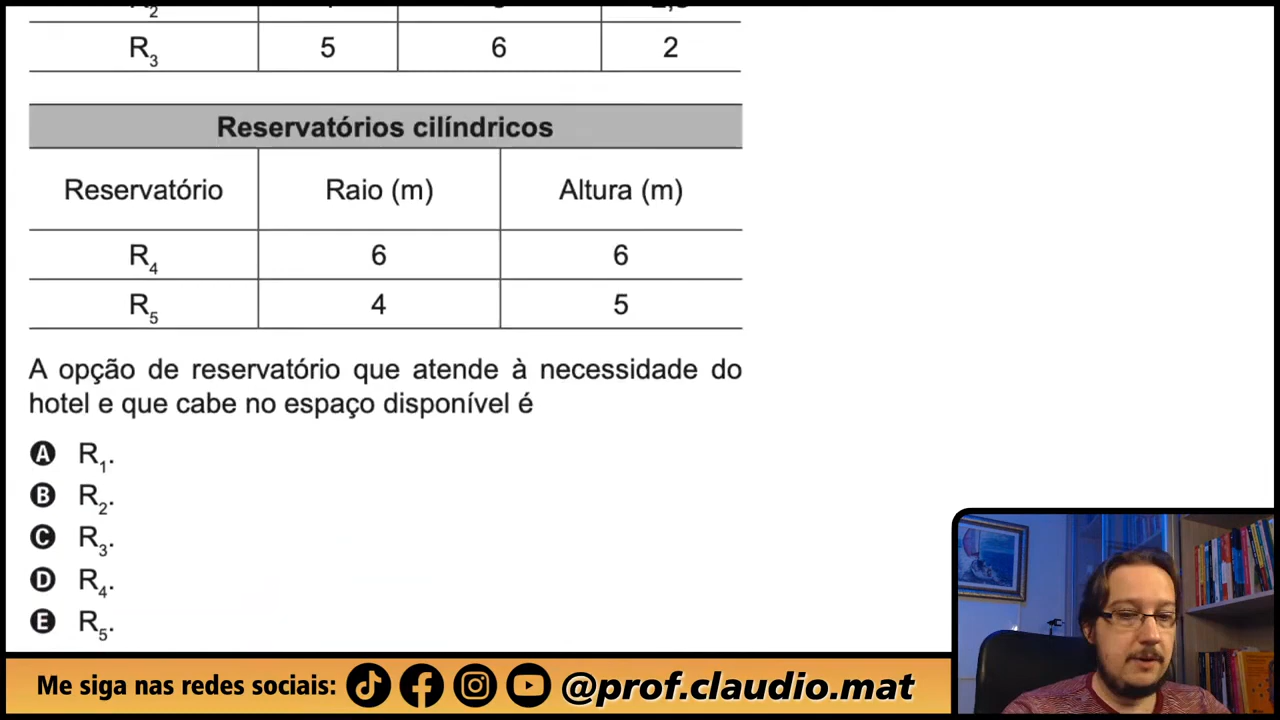 R3 5 6 2
Reservatórios cilíndricos
Reservatório Raio (m) Altura (m)
R4 6 6
R5 4 5
A opção de reservatório que atende à necessidade do
hotel e que cabe no espaço disponível é
A R1.
B R2.
C R3.
D R4.
E R5.
Me siga nas redes sociais: @prof.claudio.mat